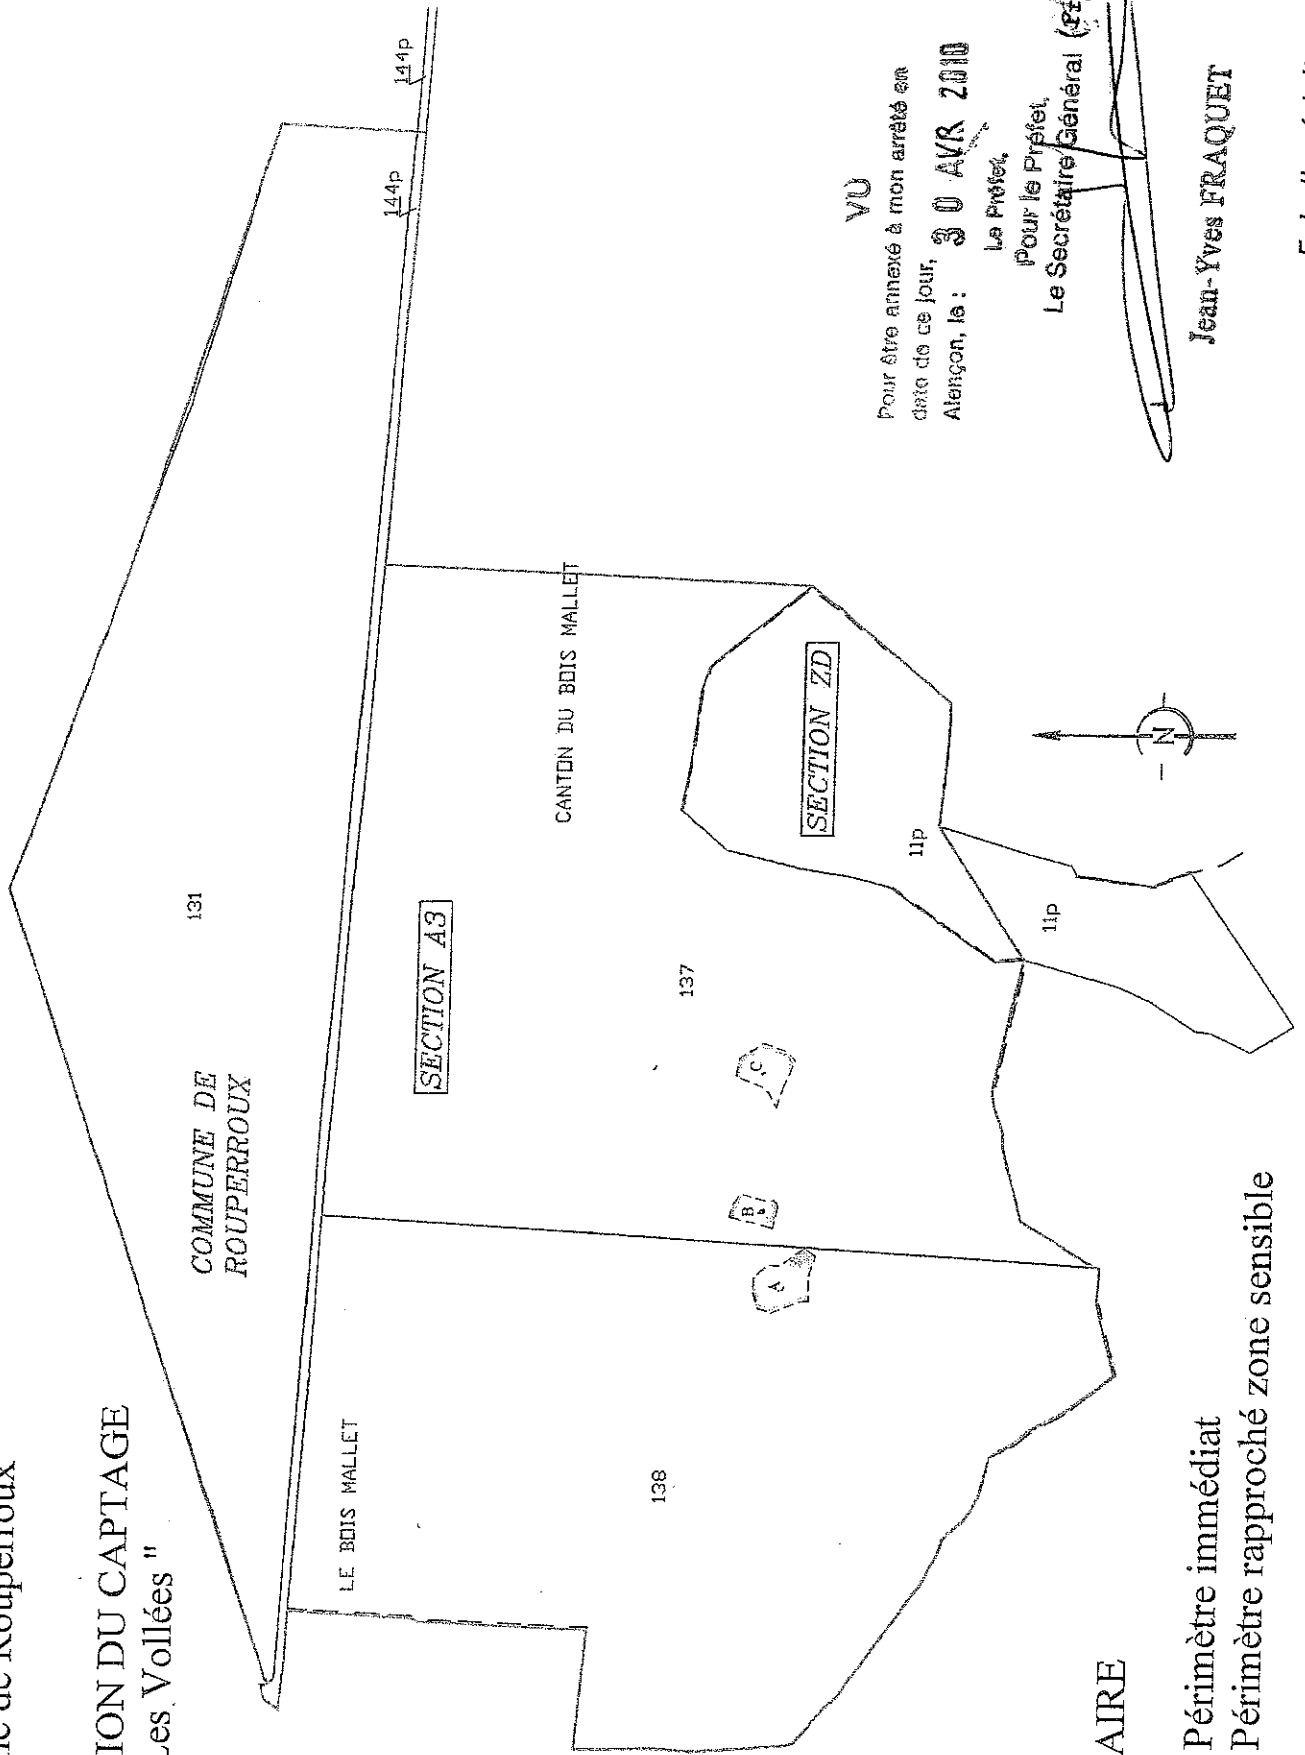 de Rouperroux
ION DU CAPTAGE
Les Vollées "
COMMUNE DE
ROUPERROUX
131
144p
144p
LE BOIS MALLET
SECTION A3
CANTON DU BOIS MALLET
138
137
A
B
C
SECTION ZD
11p
11p
N
VU
Pour être annexé à mon arrêté en
date de ce jour,
Alençon, le : 30 AVR 2010
Le Préfet,
Pour le Préfet,
Le Secrétaire Général
Jean-Yves FRAQUET
AIRE
Périmètre immédiat
Périmètre rapproché zone sensible